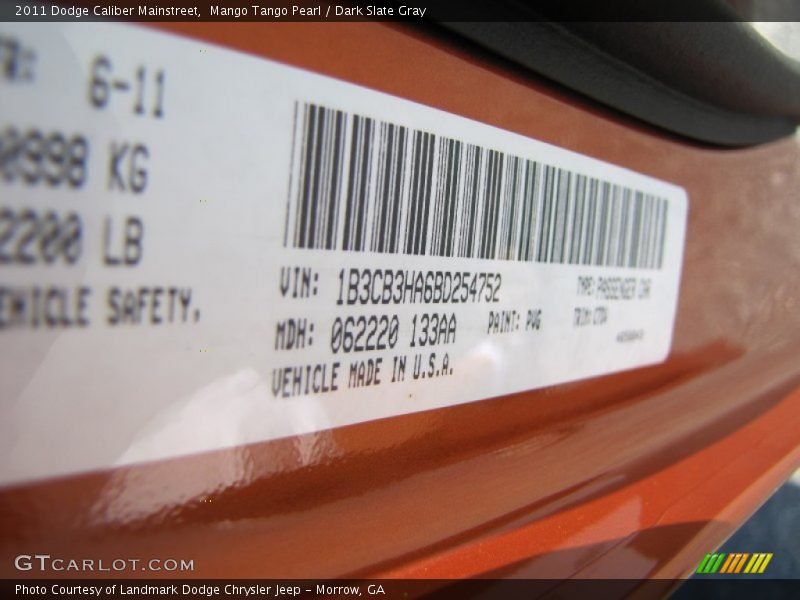 2011 Dodge Caliber Mainstreet, Mango Tango Pearl / Dark Slate Gray
6-11
0998 KG
2200 LB
VEHICLE SAFETY.
VIN: 1B3CB3HA6BD254752
TYPE: PASSENGER CAR
MDH: 062220 133AA
PAINT: PVG
TRIM:
VEHICLE MADE IN U.S.A.
GTCARLOT.COM
Photo Courtesy of Landmark Dodge Chrysler Jeep - Morrow, GA